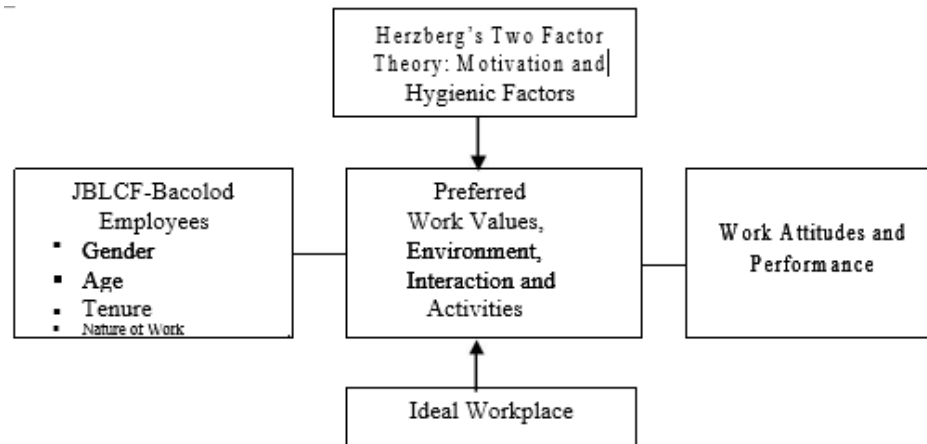 Herzberg's Two Factor
Theory: Motivation and
Hygienic Factors
JBLCF-Bacolod
Employees
▪ Gender
▪ Age
▪ Tenure
▪ Nature of Work
Preferred
Work Values,
Environment,
Interaction and
Activities
Work Attitudes and
Performance
Ideal Workplace